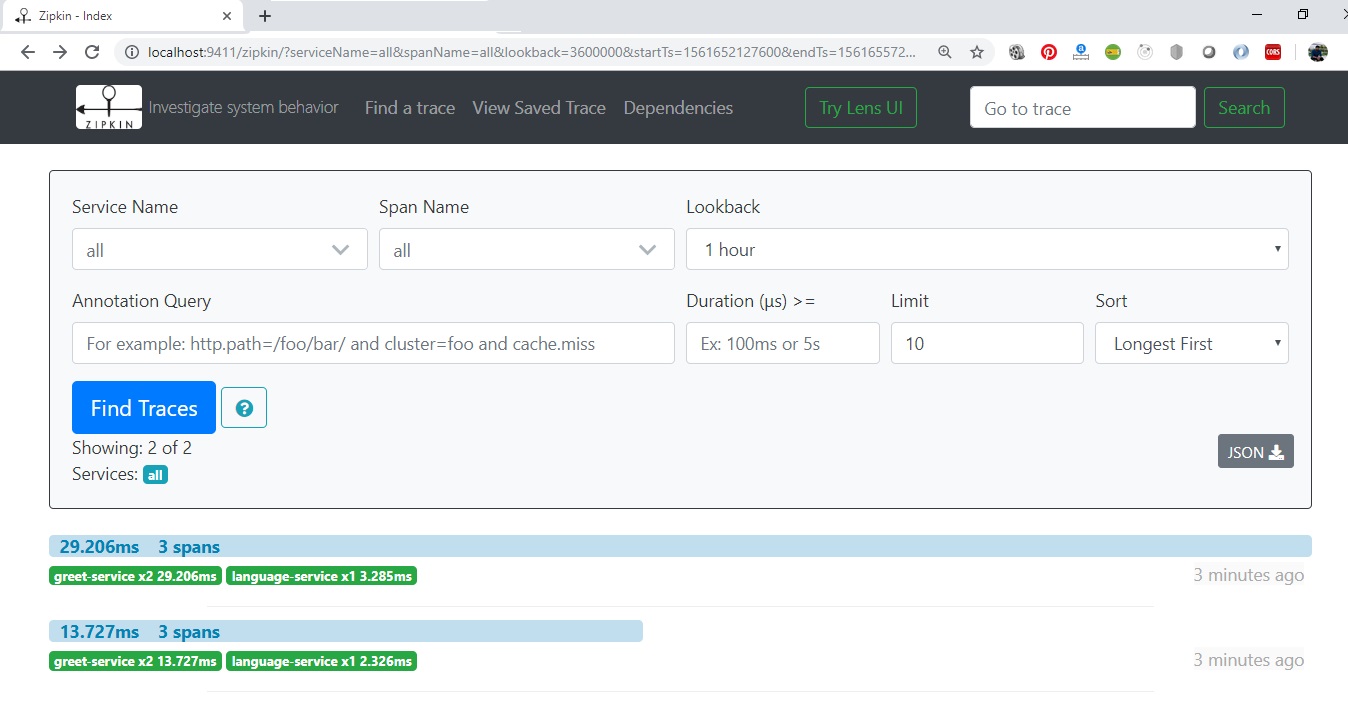 Zipkin - Index
localhost:9411/zipkin/?serviceName=all&spanName=all&lookback=3600000&startTs=1561652127600&endTs=156165572...
CORS
ZIPKIN
Investigate system behavior Find a trace View Saved Trace Dependencies Try Lens UI Go to trace Search
Service Name Span Name Lookback
all all 1 hour
Annotation Query Duration (μs) >= Limit Sort
For example: http.path=/foo/bar/ and cluster=foo and cache.miss Ex: 100ms or 5s 10 Longest First
Find Traces ?
Showing: 2 of 2
Services: all
JSON
29.206ms 3 spans
greet-service x2 29.206ms language-service x1 3.285ms 3 minutes ago
13.727ms 3 spans
greet-service x2 13.727ms language-service x1 2.326ms 3 minutes ago